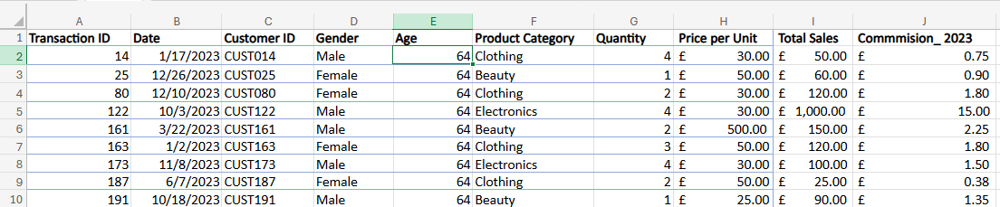 A B C D E F G H I J
1 Transaction ID Date Customer ID Gender Age Product Category Quantity Price per Unit Total Sales Commmision_ 2023
2 14 1/17/2023 CUST014 Male 64 Clothing 4 £ 30.00 £ 50.00 £ 0.75
3 25 12/26/2023 CUST025 Female 64 Beauty 1 £ 50.00 £ 60.00 £ 0.90
4 80 12/10/2023 CUST080 Female 64 Clothing 2 £ 30.00 £ 120.00 £ 1.80
5 122 10/3/2023 CUST122 Male 64 Electronics 4 £ 30.00 £ 1,000.00 £ 15.00
6 161 3/22/2023 CUST161 Male 64 Beauty 2 £ 500.00 £ 150.00 £ 2.25
7 163 1/2/2023 CUST163 Female 64 Clothing 3 £ 50.00 £ 120.00 £ 1.80
8 173 11/8/2023 CUST173 Male 64 Electronics 4 £ 30.00 £ 100.00 £ 1.50
9 187 6/7/2023 CUST187 Female 64 Clothing 2 £ 50.00 £ 25.00 £ 0.38
10 191 10/18/2023 CUST191 Male 64 Beauty 1 £ 25.00 £ 90.00 £ 1.35